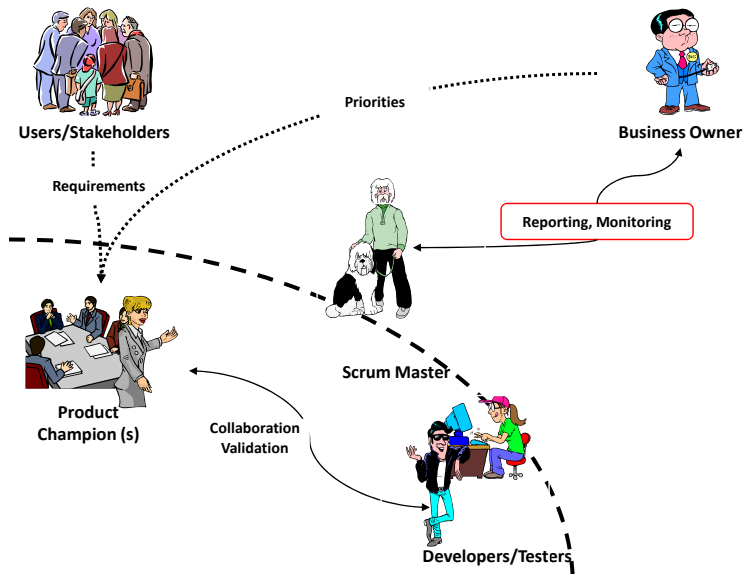 Users/Stakeholders
Priorities
Business Owner
Requirements
Reporting, Monitoring
Scrum Master
Product
Champion (s)
Collaboration
Validation
Developers/Testers